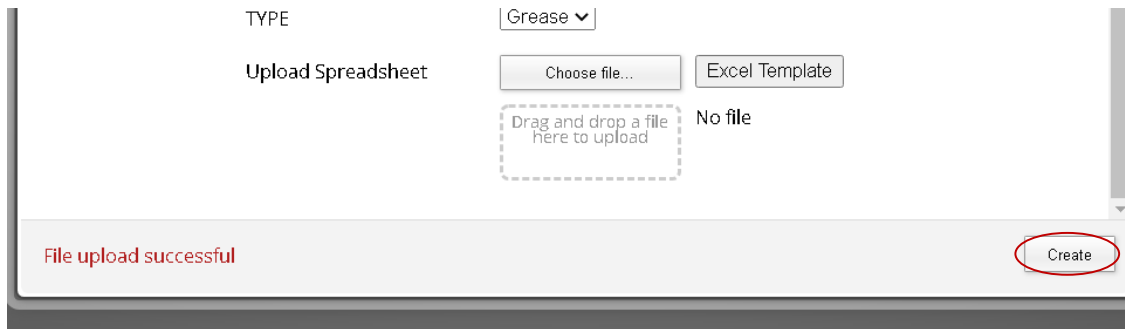 TYPE
Grease
Upload Spreadsheet
Choose file...
Excel Template
Drag and drop a file
here to upload
No file
File upload successful
Create